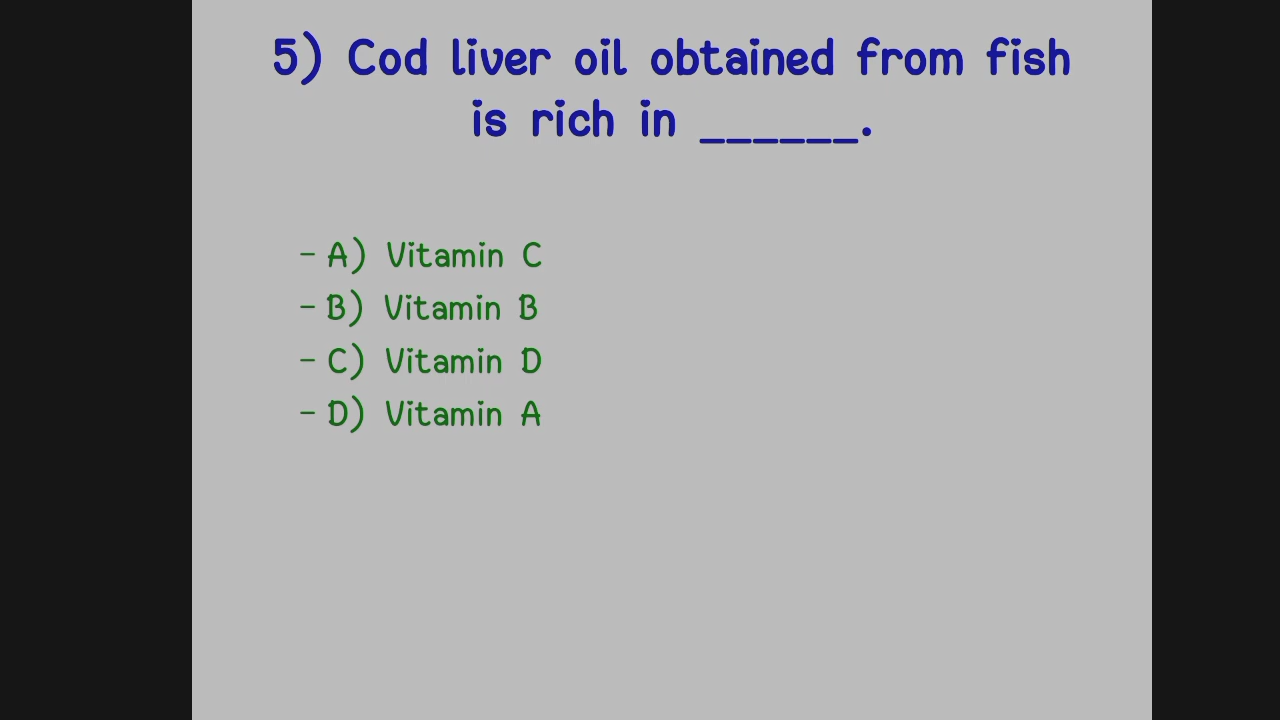 5) Cod liver oil obtained from fish
is rich in ______.
- A) Vitamin C
- B) Vitamin B
- C) Vitamin D
- D) Vitamin A